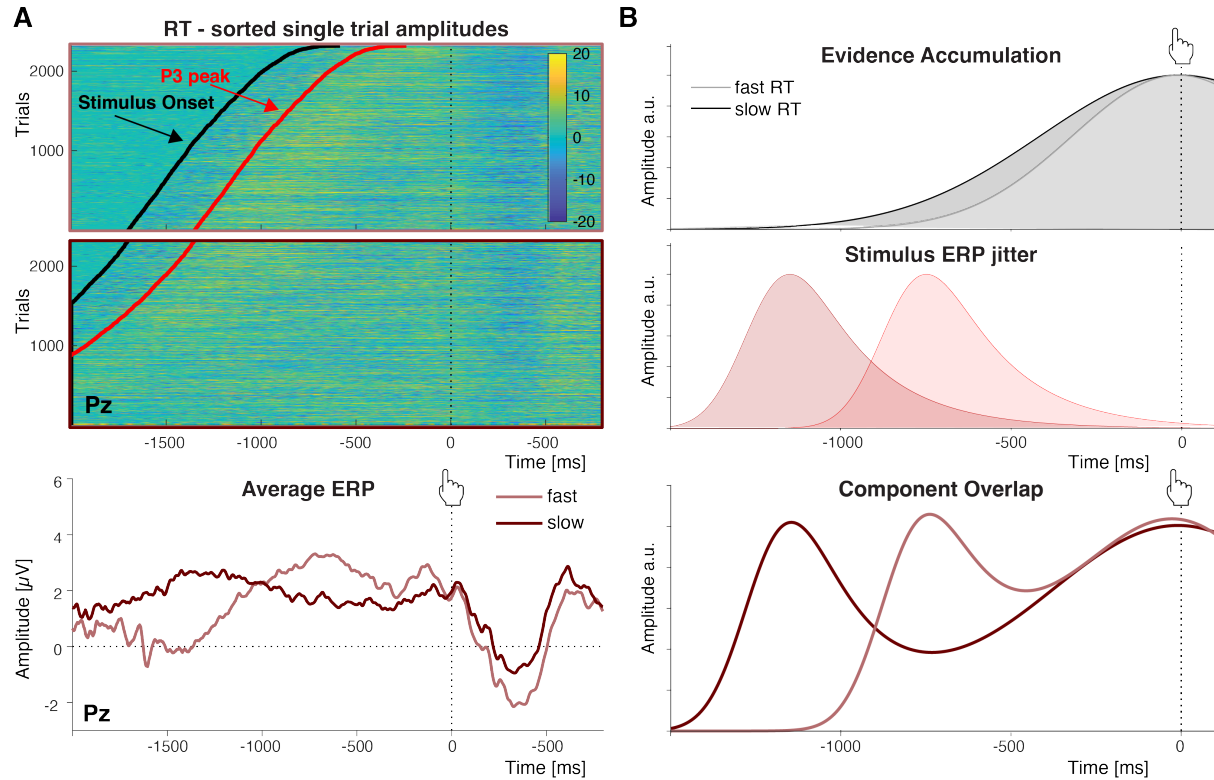 A
RT - sorted single trial amplitudes
Trials
2000
1000
P3 peak
Stimulus Onset
20
10
0
-10
-20
Trials
2000
1000
Pz
-1500
-1000
-500
0
-500
Time [ms]
Average ERP
fast
slow
Amplitude [µV]
6
4
2
0
-2
Pz
-1500
-1000
-500
0
-500
Time [ms]
B
Evidence Accumulation
fast RT
slow RT
Amplitude a.u.
Stimulus ERP jitter
Amplitude a.u.
-1000
-500
0
Time [ms]
Component Overlap
Amplitude a.u.
-1000
-500
0
Time [ms]